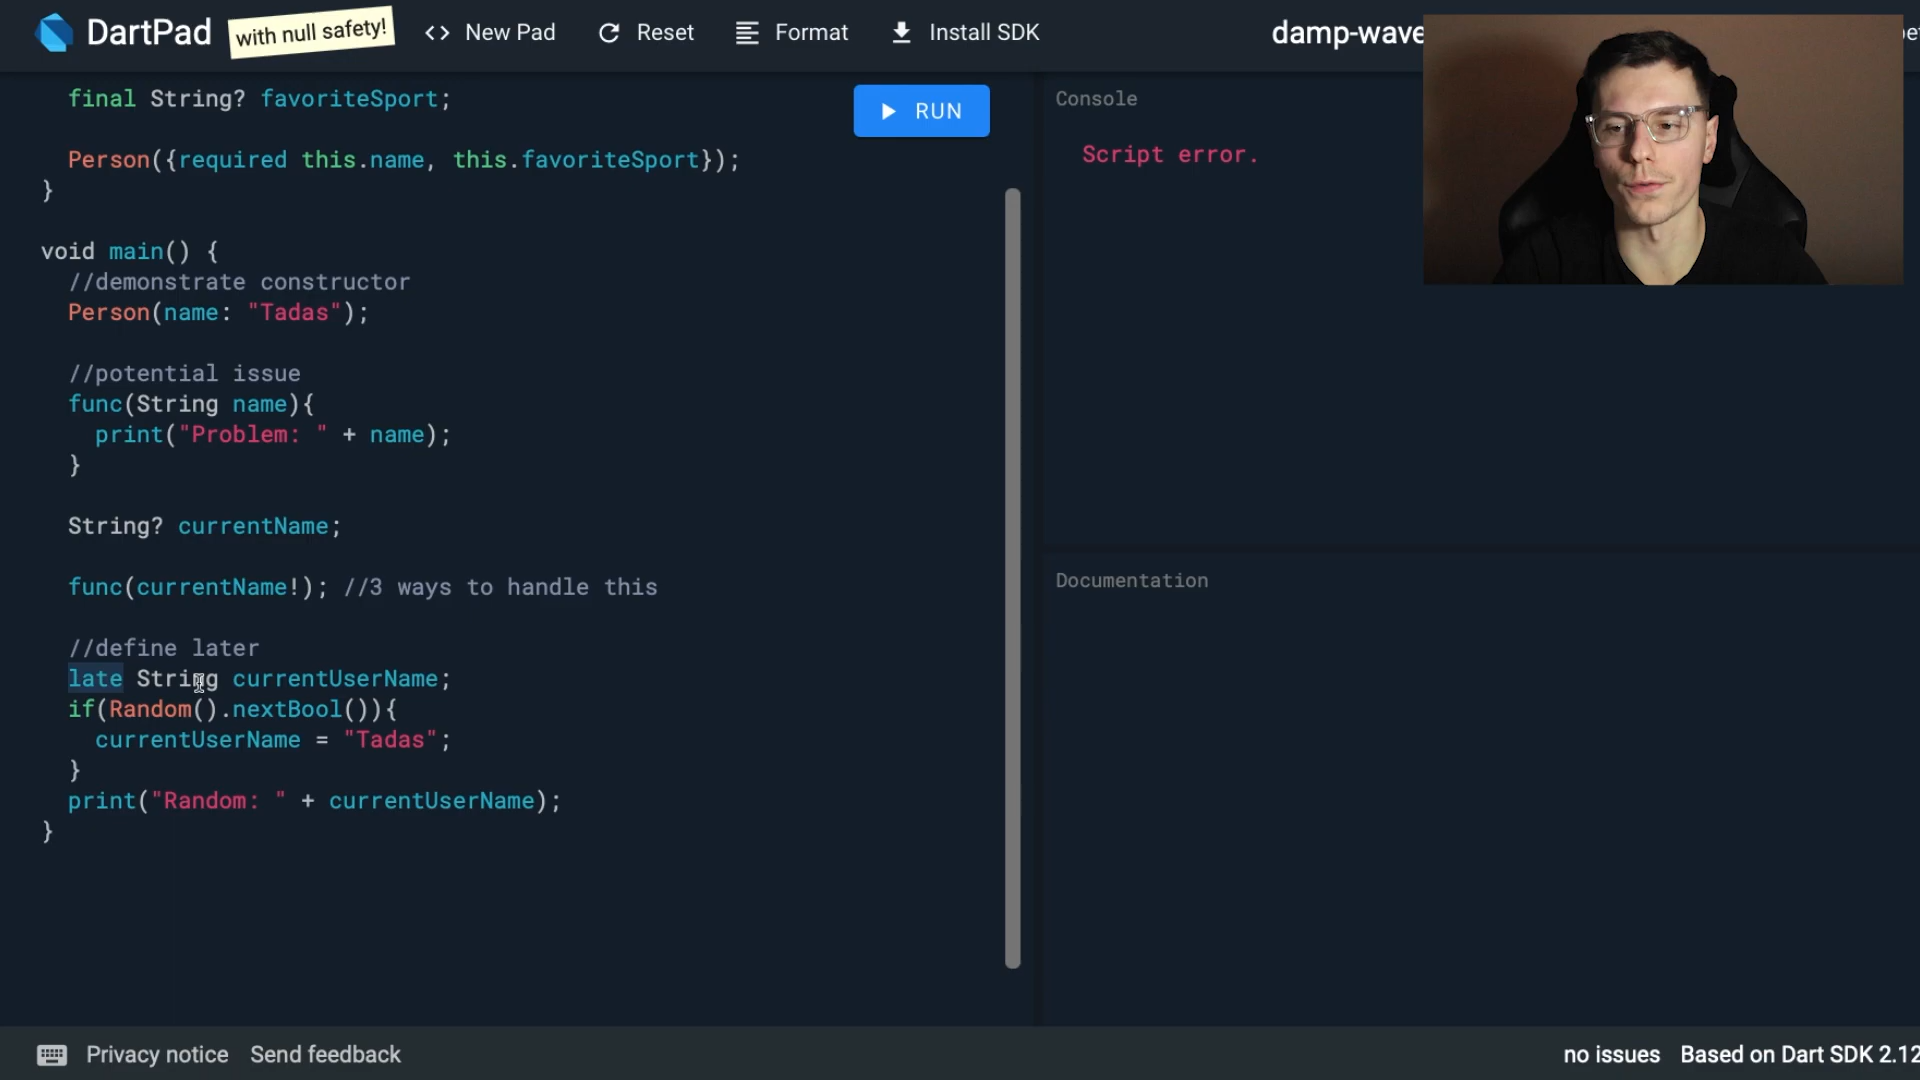 DartPad with null safety! <> New Pad Reset Format Install SDK damp-wave
final String? favoriteSport;
RUN
Person({required this.name, this.favoriteSport});
}
void main() {
//demonstrate constructor
Person(name: "Tadas");
//potential issue
func(String name){
print("Problem: " + name);
}
String? currentName;
func(currentName!); //3 ways to handle this
//define later
late String currentUserName;
if(Random().nextBool()){
currentUserName = "Tadas";
}
print("Random: " + currentUserName);
}
Console
Script error.
Documentation
Privacy notice Send feedback
no issues Based on Dart SDK 2.12